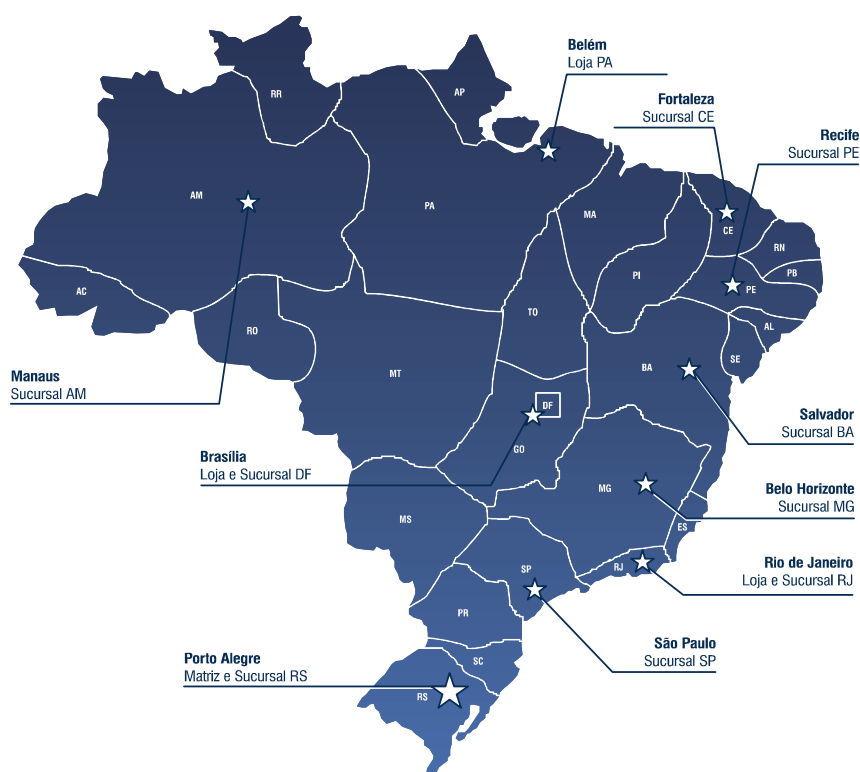 Belém
Loja PA
Fortaleza
Sucursal CE
Recife
Sucursal PE
RR
AP
AM
PA
MA
CE
RN
PB
PI
PE
AC
TO
AL
RO
SE
MT
BA
Manaus
Sucursal AM
DF
Salvador
Sucursal BA
Brasília
Loja e Sucursal DF
GO
MG
Belo Horizonte
Sucursal MG
MS
ES
SP
RJ
Rio de Janeiro
Loja e Sucursal RJ
PR
São Paulo
Sucursal SP
Porto Alegre
Matriz e Sucursal RS
SC
RS